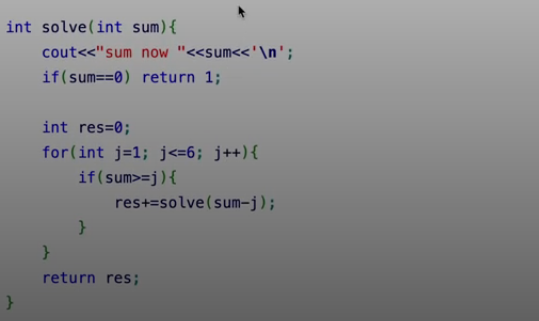 int solve(int sum){
cout<<"sum now "<<sum<<'\n';
if(sum==0) return 1;
int res=0;
for(int j=1; j<=6; j++){
if(sum>=j){
res+=solve(sum-j);
}
}
return res;
}